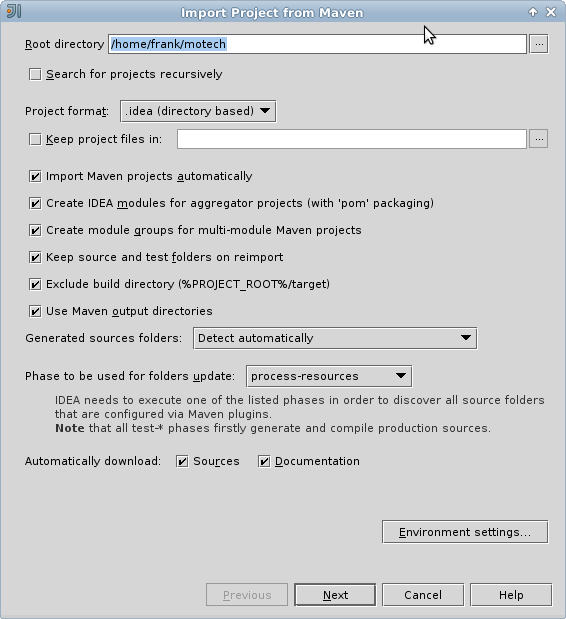 Import Project from Maven
Root directory /home/frank/motech ...
Search for projects recursively
Project format: .idea (directory based)
Keep project files in: ...
Import Maven projects automatically
Create IDEA modules for aggregator projects (with 'pom' packaging)
Create module groups for multi-module Maven projects
Keep source and test folders on reimport
Exclude build directory (%PROJECT_ROOT%/target)
Use Maven output directories
Generated sources folders: Detect automatically
Phase to be used for folders update: process-resources
IDEA needs to execute one of the listed phases in order to discover all source folders
that are configured via Maven plugins.
Note that all test-* phases firstly generate and compile production sources.
Automatically download: Sources Documentation
Environment settings...
Previous Next Cancel Help